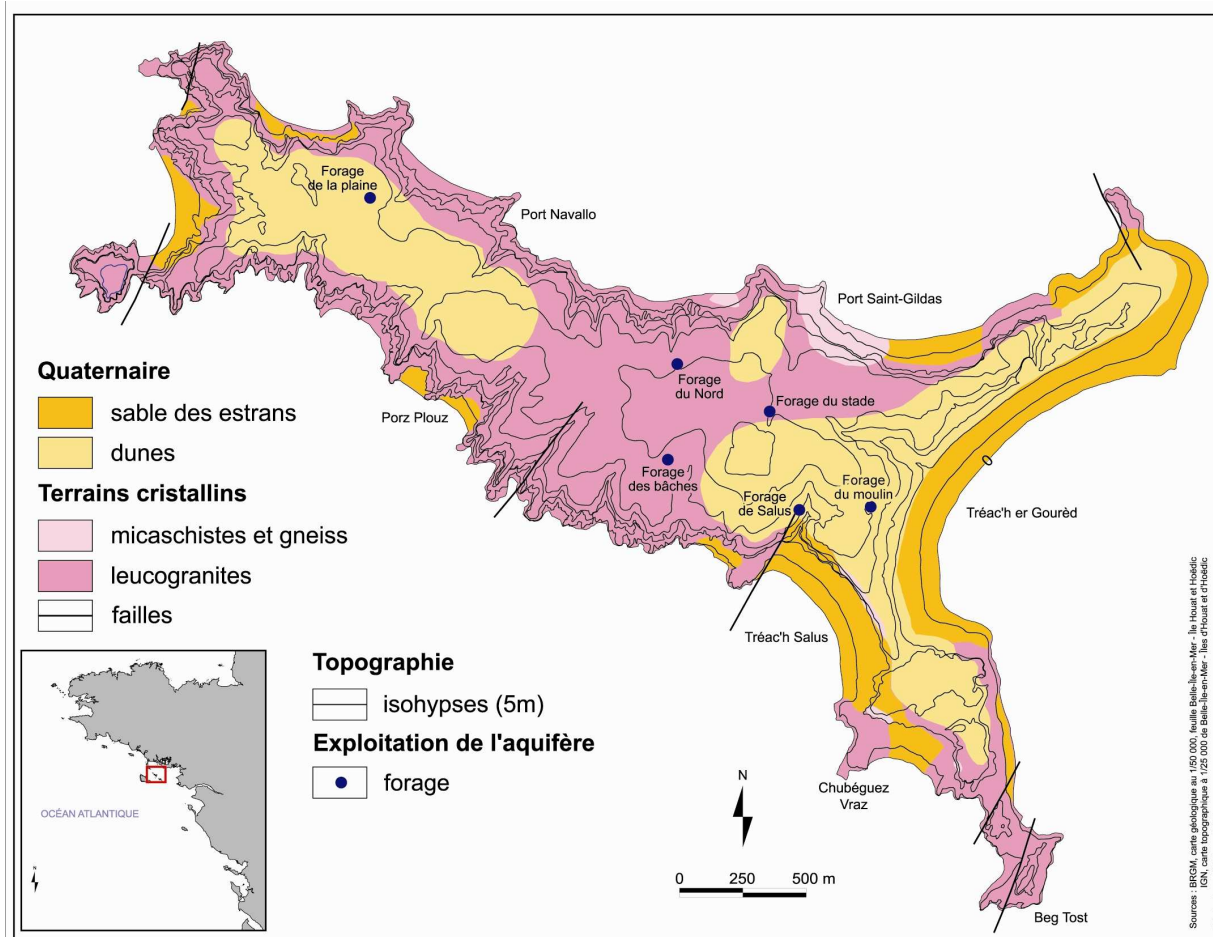 Forage
de la plaine
Port Navallo
Port Saint-Gildas
Forage
du Nord
Forage du stade
Porz Plouz
Forage
des bâches
Forage
de Salus
Forage
du moulin
Tréac'h er Gourèd
Tréac'h Salus
Chubéguez
Vraz
Beg Tost
Quaternaire
sable des estrans
dunes
Terrains cristallins
micaschistes et gneiss
leucogranites
failles
Topographie
isohypses (5m)
Exploitation de l'aquifère
forage
OCÉAN ATLANTIQUE
N
N
0 250 500 m
Sources : BRGM, carte géologique au 1/50 000, feuille Belle-Île-en-Mer - Île Houat et Hoëdic
IGN, carte topographique à 1/25 000 de Belle-Île-en-Mer - Îles d'Houat et d'Hoëdic